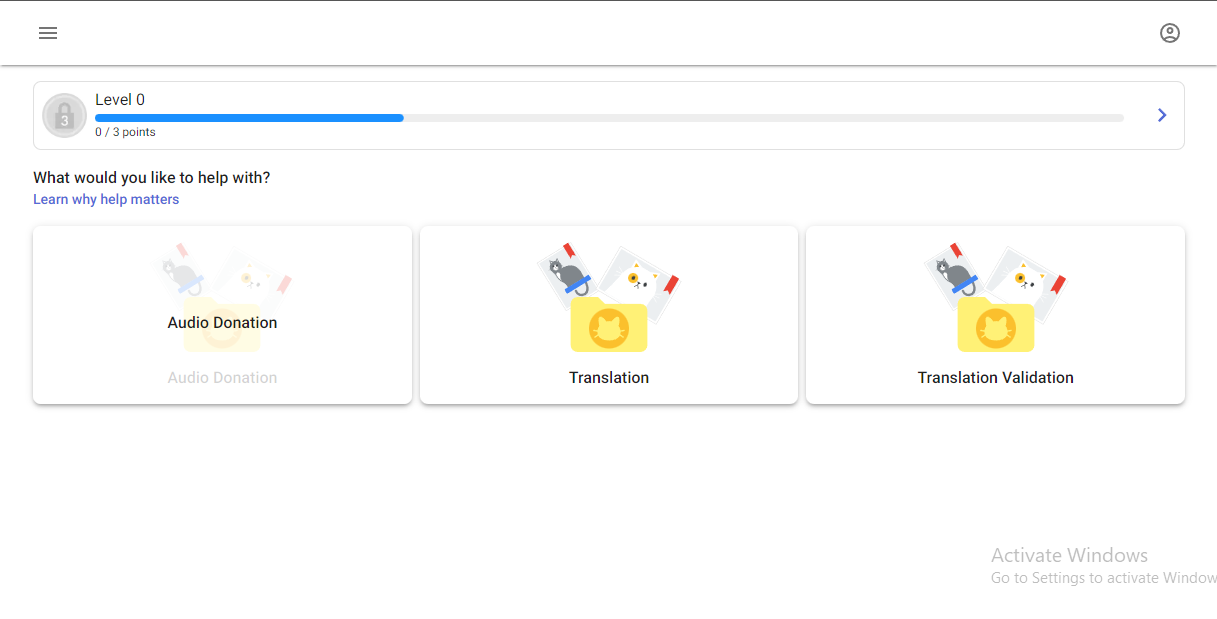 3
Level 0
0 / 3 points
What would you like to help with?
Learn why help matters
Audio Donation
Audio Donation
Translation
Translation Validation
Activate Windows
Go to Settings to activate Window